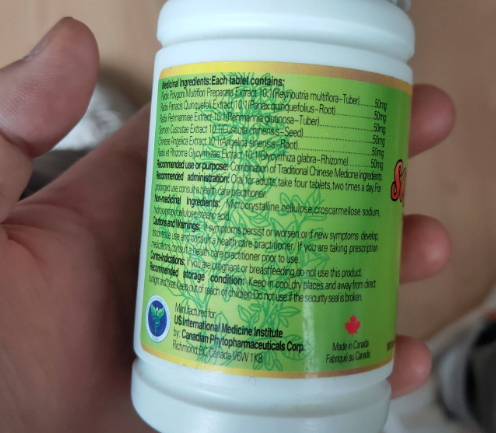 Medicinal Ingredients: Each tablet contains:
Radix Polygoni Multiflori Preparata Extract 10:1(Reynoutria multiflora-Tuber)......50mg
Radix Panacis Quinquefolii Extract 10:1(Panax quinquefolius-Root)......50mg
Radix Rehmanniae Extract 10:1(Rehmannia glutinosa-Tuber)......50mg
Semen Cuscutae Extract 10:1(Cuscuta chinensis-Seed)......50mg
Chinese Angelica Extract 10:1(Angelica sinensis-Root)......50mg
Radix et Rhizoma Glycyrrhizae Extract 10:1(Glycyrrhiza glabra-Rhizome)......50mg
Recommended use or purpose: Combination of Traditional Chinese Medicine ingredients.
Recommended administration: Oral, for adults, take four tablets, two times a day. For
prolonged use, consult a health care practitioner.
Non-medicinal ingredients: Microcrystalline cellulose, croscarmellose sodium,
stearic acid.
Cautions and Warnings: If symptoms persist or worsen, or if new symptoms develop,
discontinue use and consult a health care practitioner. If you are taking prescription
medications, consult a health care practitioner prior to use.
Contra-indications: If you are pregnant or breastfeeding, do not use this product.
Recommended storage condition: Keep in cool, dry places and away from direct
sunlight and heat. Keep out of reach of children. Do not use if the security seal is broken.
Manufactured for:
US. International Medicine Institute
by: Canadian Phytopharmaceuticals Corp.
Richmond, BC, Canada V6W 1K8
Made in Canada
Fabriqué au Canada